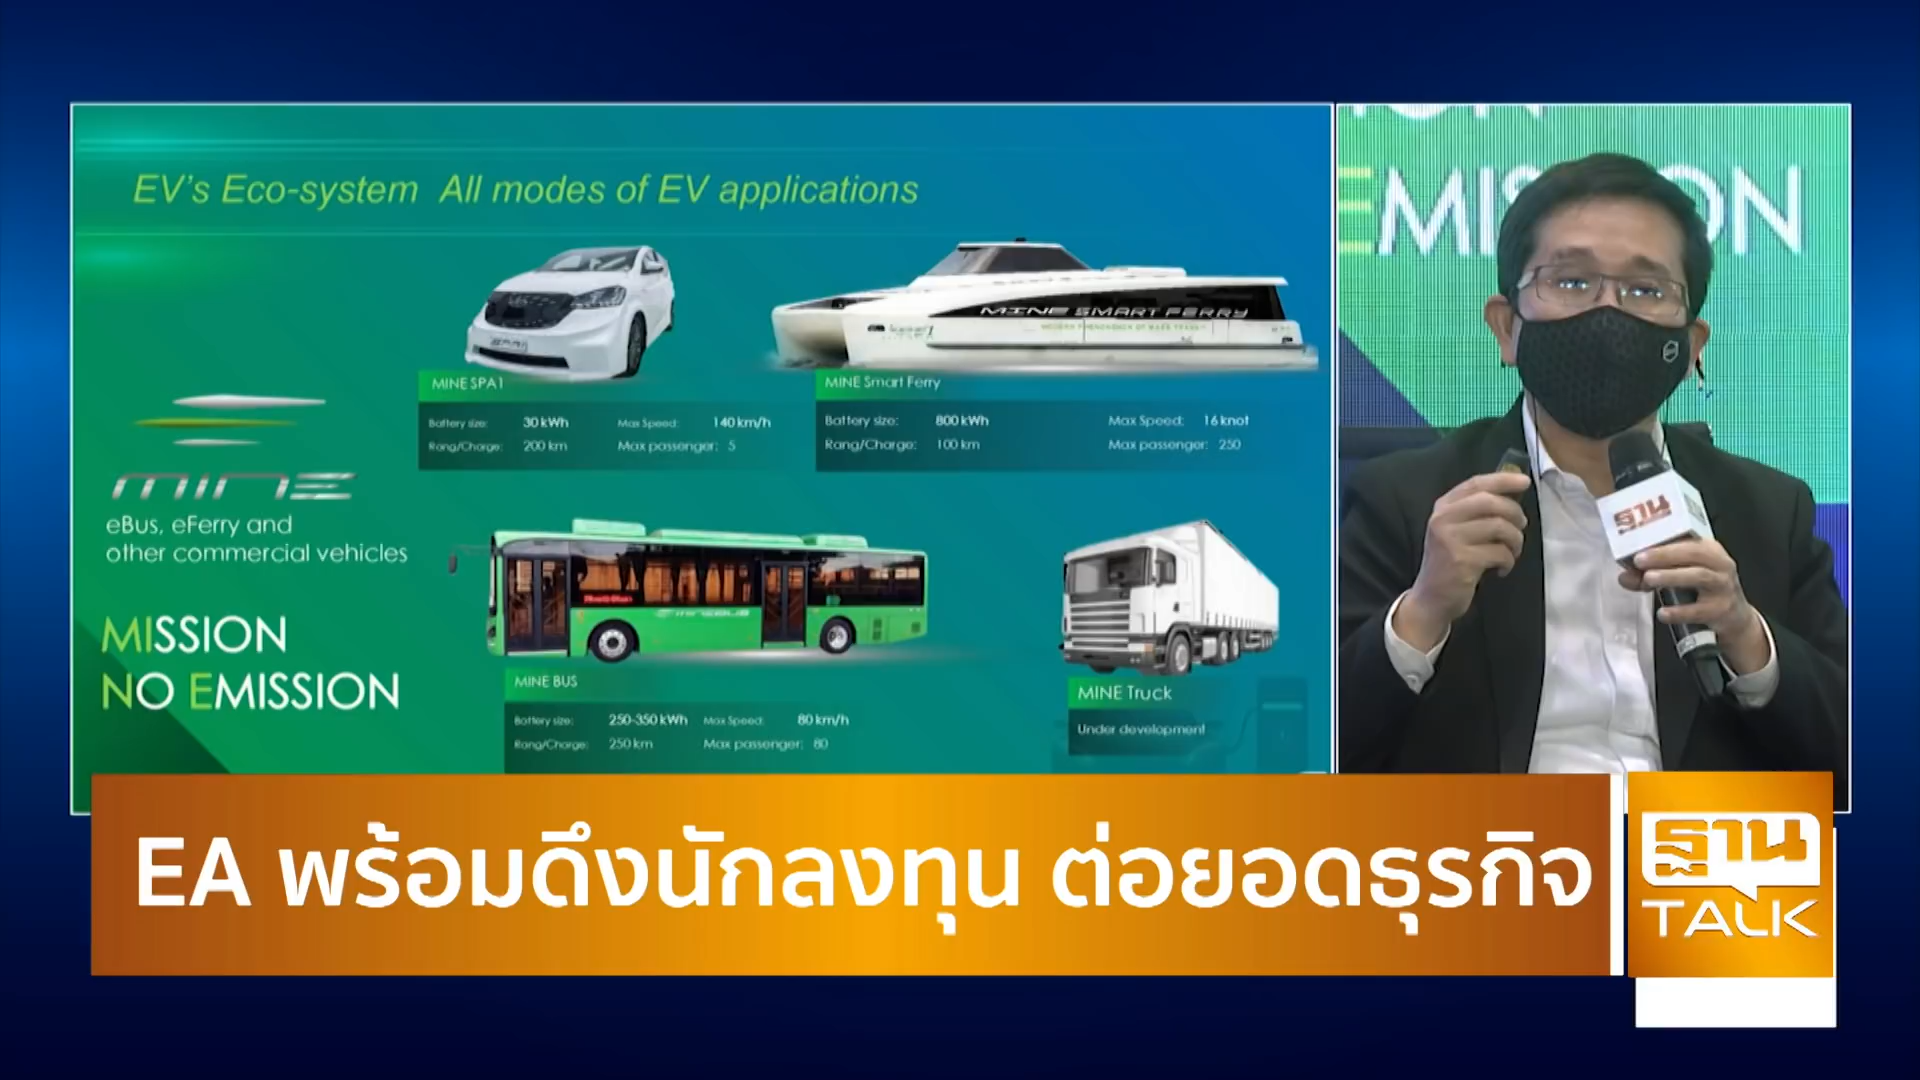 EV's Eco-system All modes of EV applications
MINE SPA1
Battery size: 30 kWh Max Speed: 140 km/h
Rang/Charge: 200 km Max passenger: 5
MINE SMART FERRY
MINE Smart Ferry
Battery size: 800 kWh Max Speed: 16 knot
Rang/Charge: 100 km Max passenger: 250
MINE
eBus, eFerry and
other commercial vehicles
MISSION
NO EMISSION
MINE BUS
Battery size: 250-350 kWh Max Speed: 80 km/h
Rang/Charge: 250 km Max passenger: 80
MINE Truck
Under development
EMISSION
ฐาน
EA พร้อมดึงนักลงทุน ต่อยอดธุรกิจ
ฐาน
TALK